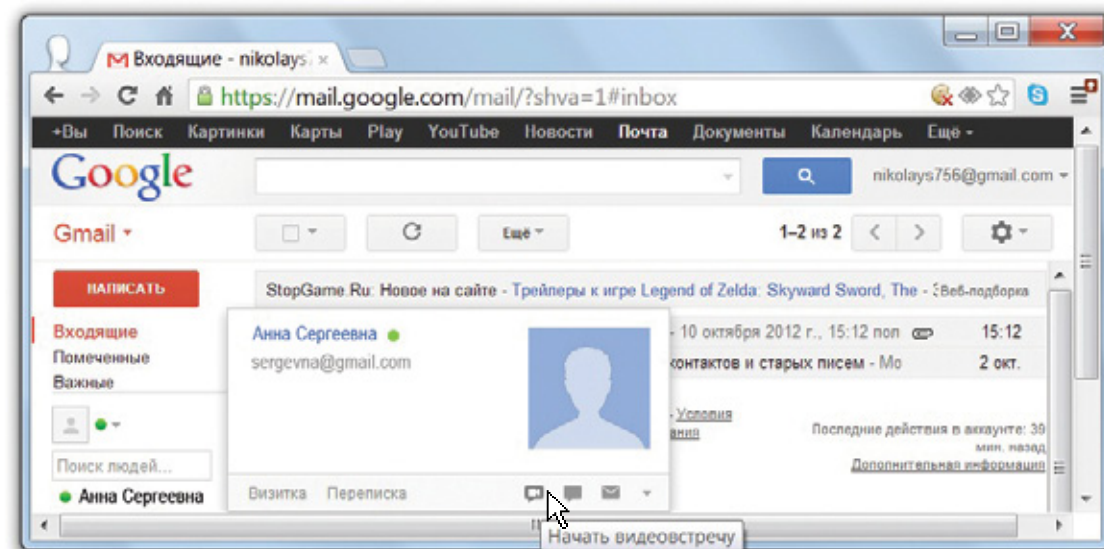 Входящие - nikolays7
https://mail.google.com/mail/?shva=1#inbox
+Вы Поиск Картинки Карты Play YouTube Новости Почта Документы Календарь Ещё
Google
nikolays756@gmail.com
Gmail
Ещё
1–2 из 2
НАПИСАТЬ
StopGame.Ru: Новое на сайте - Трейлеры к игре Legend of Zelda: Skyward Sword, The - Веб-подборка
Входящие
Помеченные
Важные
Анна Сергеевна
sergevna@gmail.com
- 10 октября 2012 г., 15:12 пол 15:12
контактов и старых писем - Мо 2 окт.
- Условия
Последние действия в аккаунте: 39
мин. назад
Дополнительная информация
Поиск людей...
Анна Сергеевна
Визитка Переписка
Начать видеовстречу